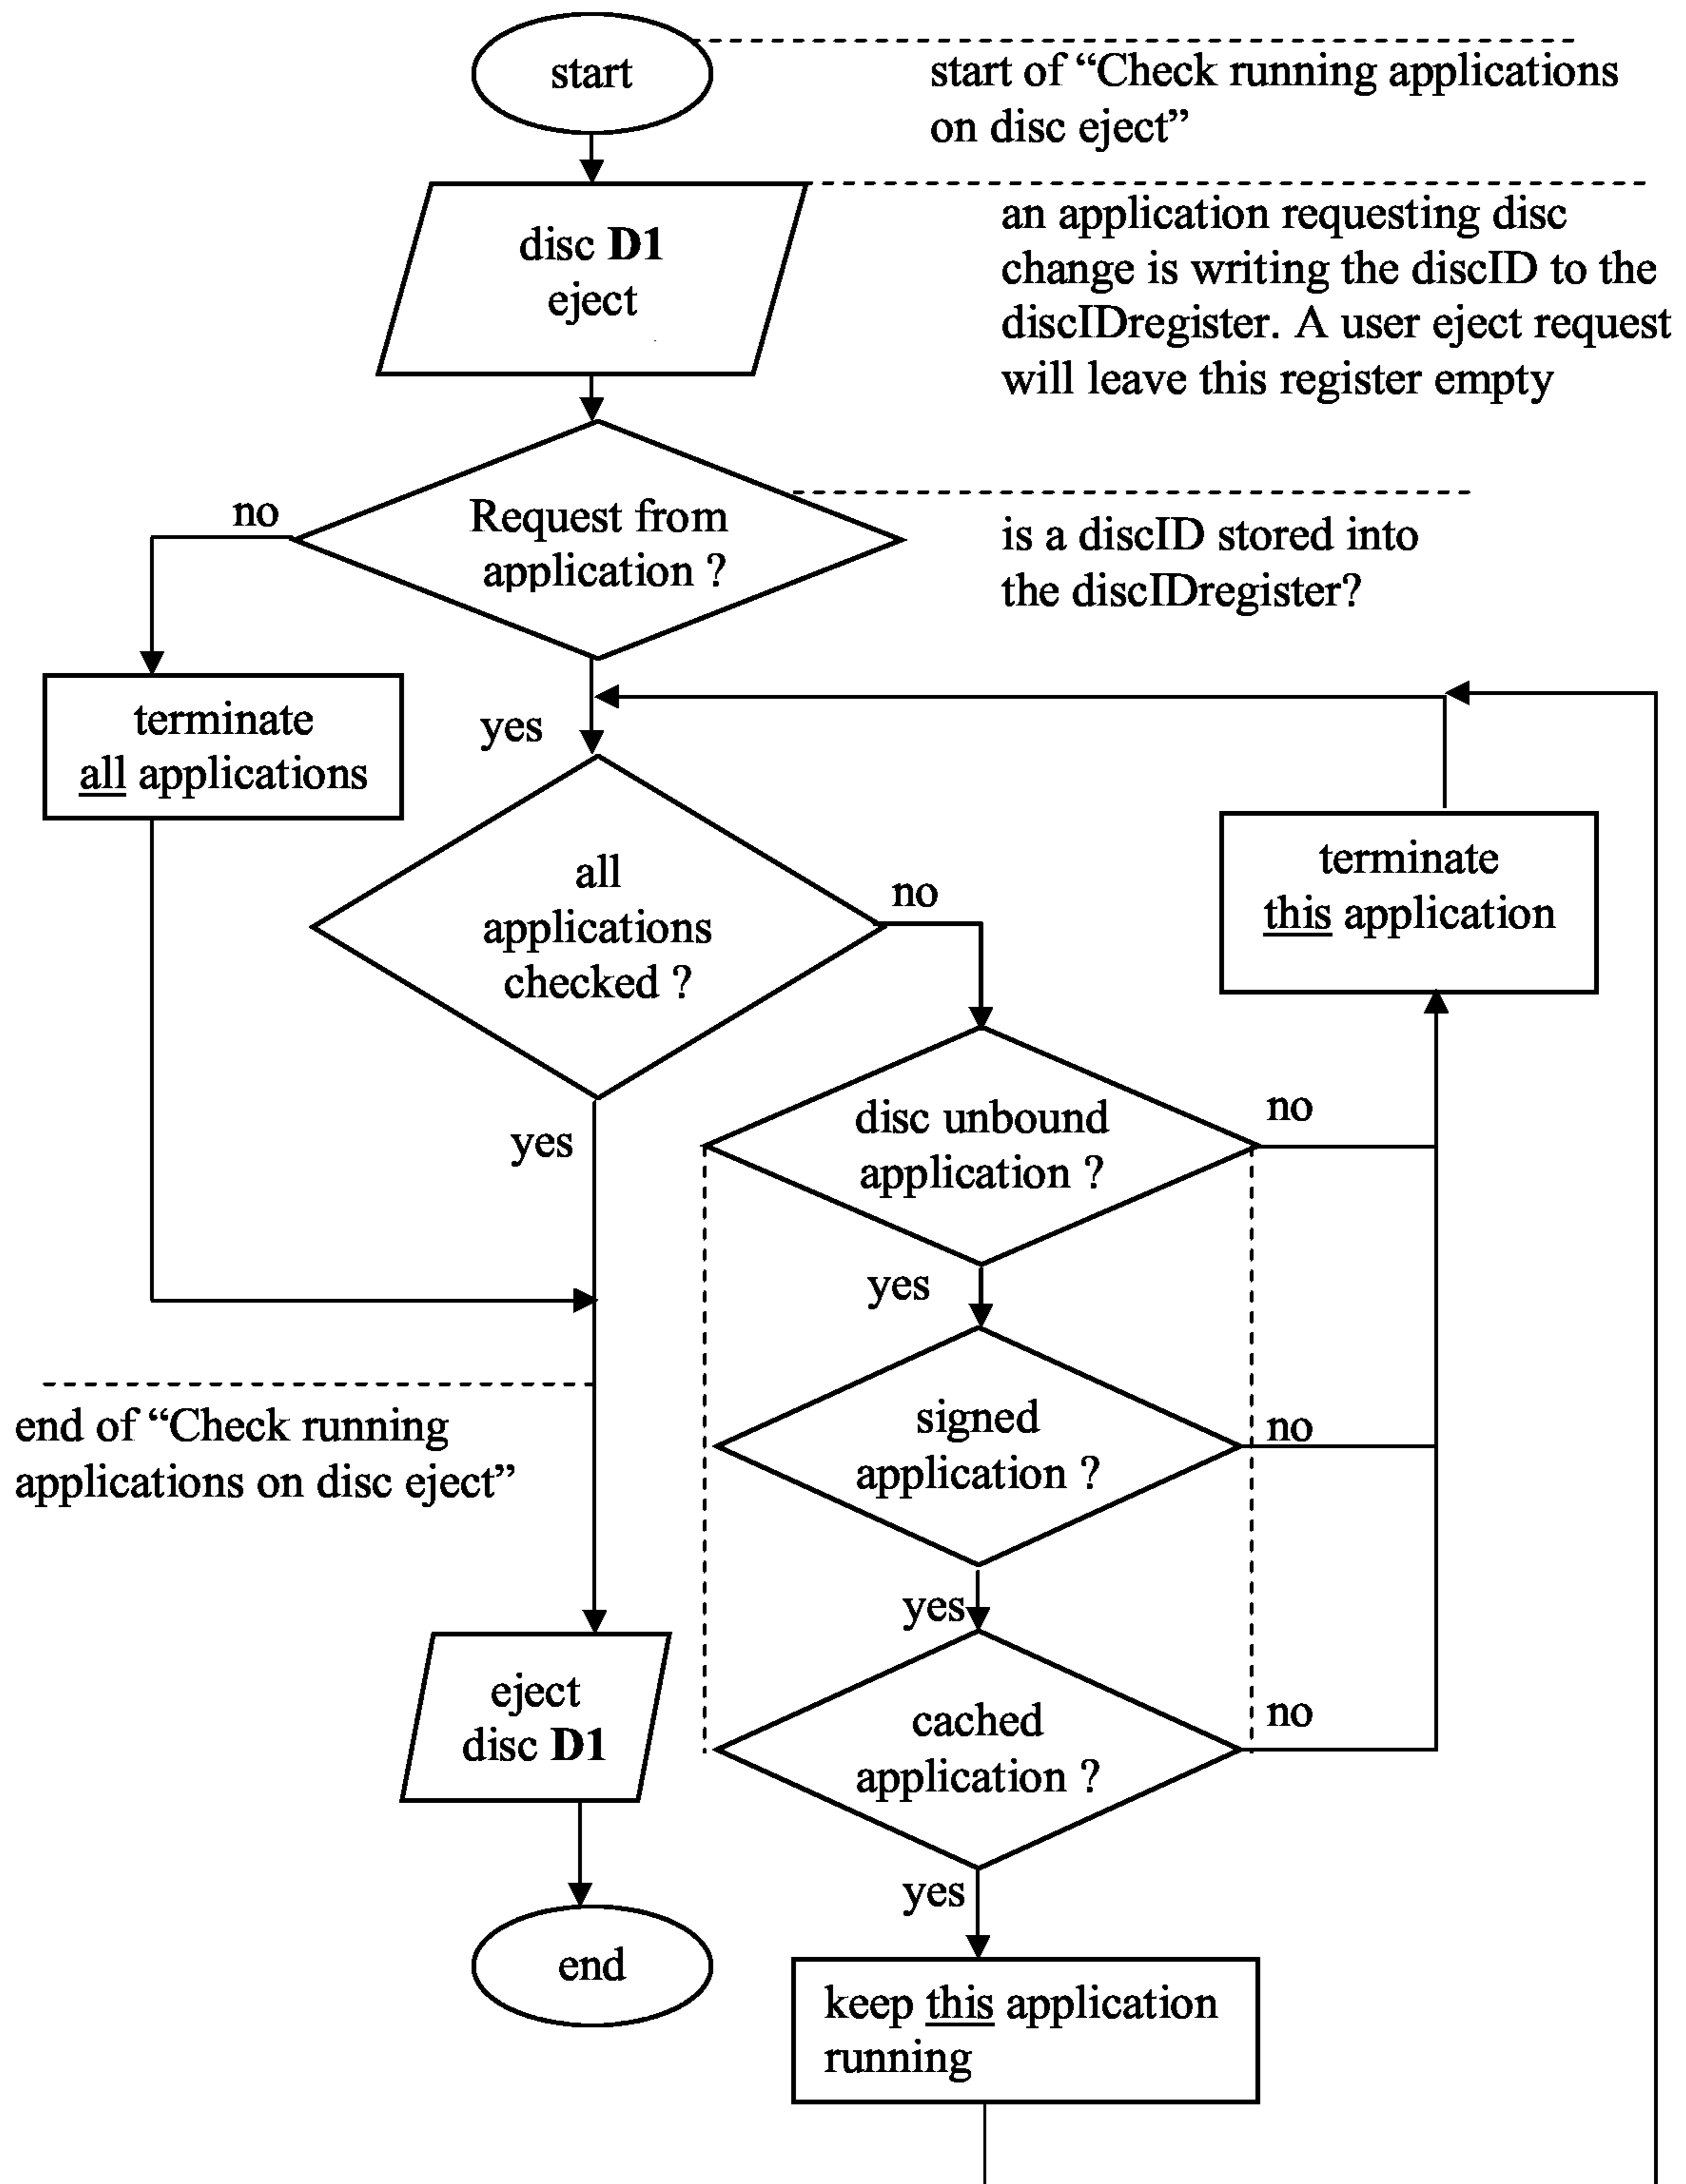 start
start of “Check running applications
on disc eject”
disc D1
eject
an application requesting disc
change is writing the discID to the
discIDregister. A user eject request
will leave this register empty
no
Request from
application ?
is a discID stored into
the discIDregister?
terminate
all applications
yes
all
applications
checked ?
no
terminate
this application
yes
disc unbound
application ?
no
yes
signed
application ?
no
end of “Check running
applications on disc eject”
yes
eject
disc D1
cached
application ?
no
yes
end
keep this application
running